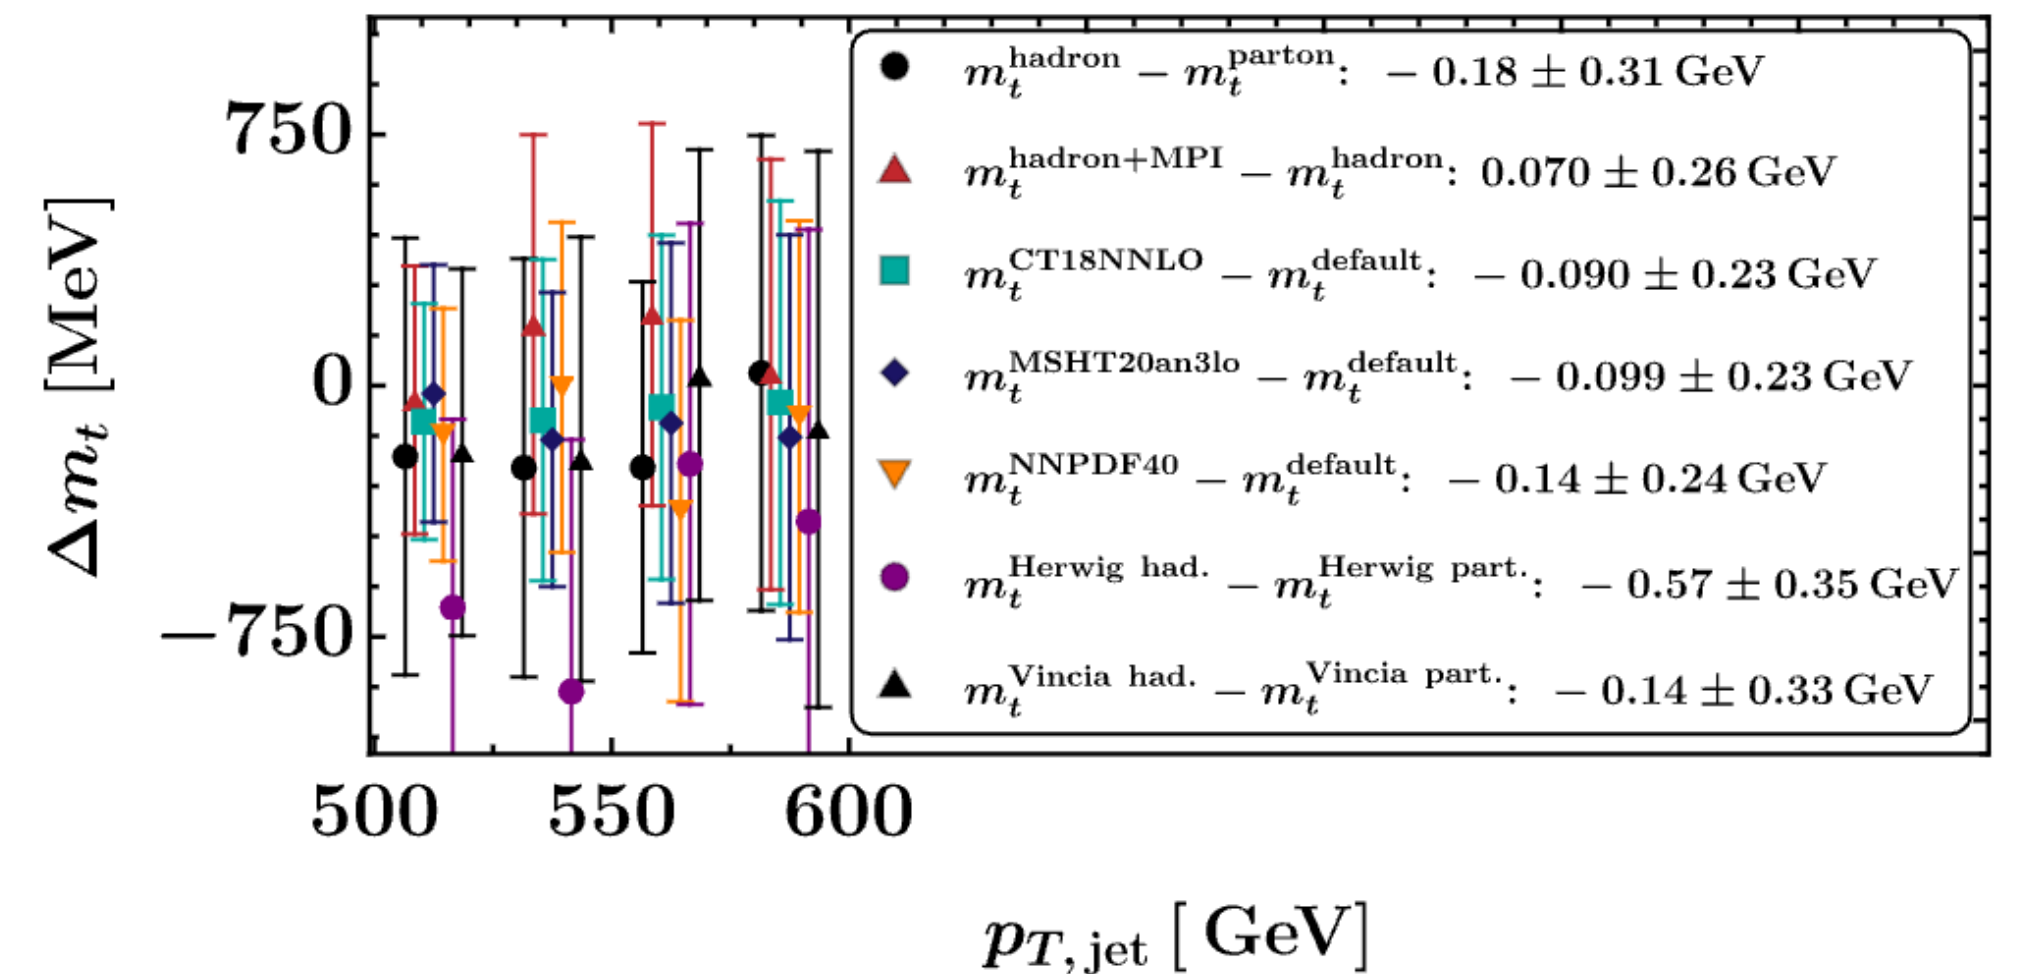 m_t^hadron − m_t^parton: − 0.18 ± 0.31 GeV
m_t^hadron+MPI − m_t^hadron: 0.070 ± 0.26 GeV
m_t^CT18NNLO − m_t^default: − 0.090 ± 0.23 GeV
m_t^MSHT20an3lo − m_t^default: − 0.099 ± 0.23 GeV
m_t^NNPDF40 − m_t^default: − 0.14 ± 0.24 GeV
m_t^Herwig had. − m_t^Herwig part.: − 0.57 ± 0.35 GeV
m_t^Vincia had. − m_t^Vincia part.: − 0.14 ± 0.33 GeV
750
0
−750
Δm_t [MeV]
500 550 600
p_T,jet [GeV]